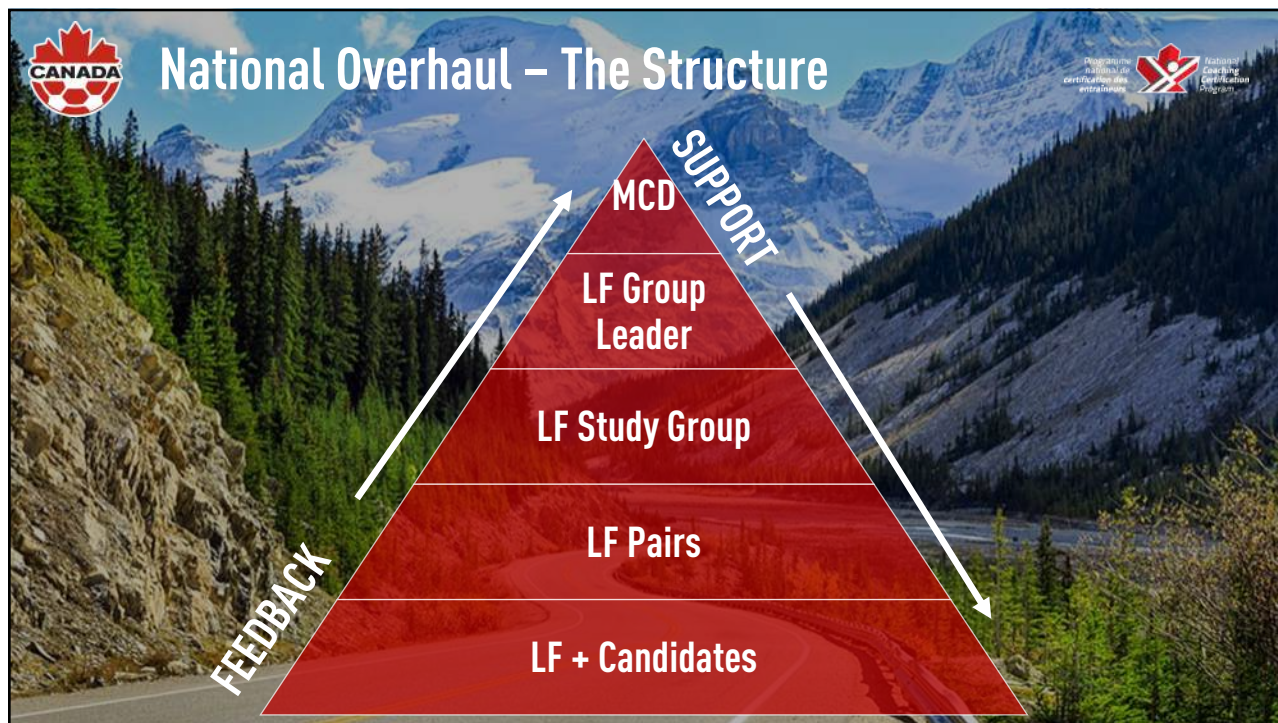 CANADA
National Overhaul – The Structure
Programme
national de
certification des
entraîneurs
National
Coaching
Certification
Program
MCD
SUPPORT
LF Group
Leader
LF Study Group
LF Pairs
FEEDBACK
LF + Candidates